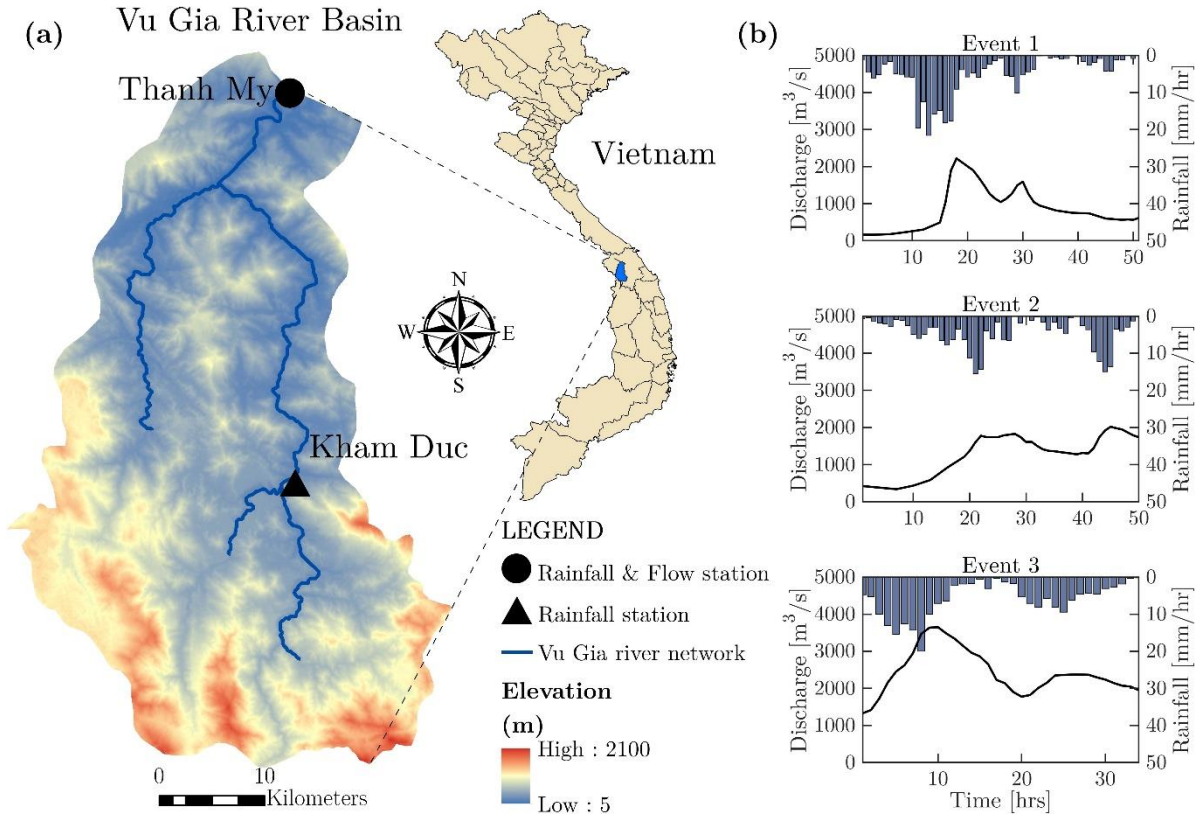 (a)
Vu Gia River Basin
Thanh My
Vietnam
N
W E
S
Kham Duc
LEGEND
Rainfall & Flow station
Rainfall station
Vu Gia river network
Elevation
(m)
High : 2100
Low : 5
0 10
Kilometers
(b)
Event 1
Discharge [m³/s]
5000
4000
3000
2000
1000
0
10 20 30 40 50
0
10
20
30
40
50
Rainfall [mm/hr]
Event 2
Discharge [m³/s]
5000
4000
3000
2000
1000
0
10 20 30 40 50
0
10
20
30
40
50
Rainfall [mm/hr]
Event 3
Discharge [m³/s]
5000
4000
3000
2000
1000
0
10 20 30
0
10
20
30
40
50
Rainfall [mm/hr]
Time [hrs]